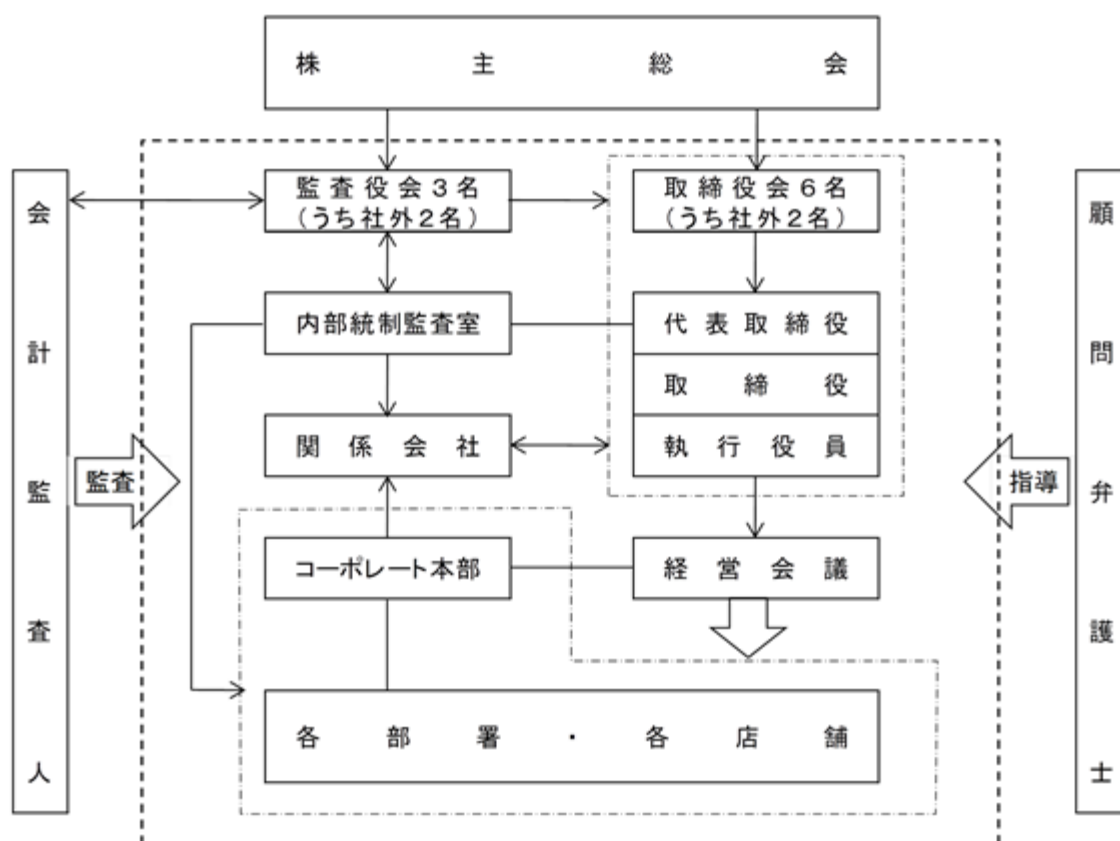 株主総会
監査役会3名
(うち社外2名)
取締役会6名
(うち社外2名)
会計監査人
顧問弁護士
内部統制監査室
代表取締役
取締役
関係会社
執行役員
監査
指導
コーポレート本部
経営会議
各部署・各店舗